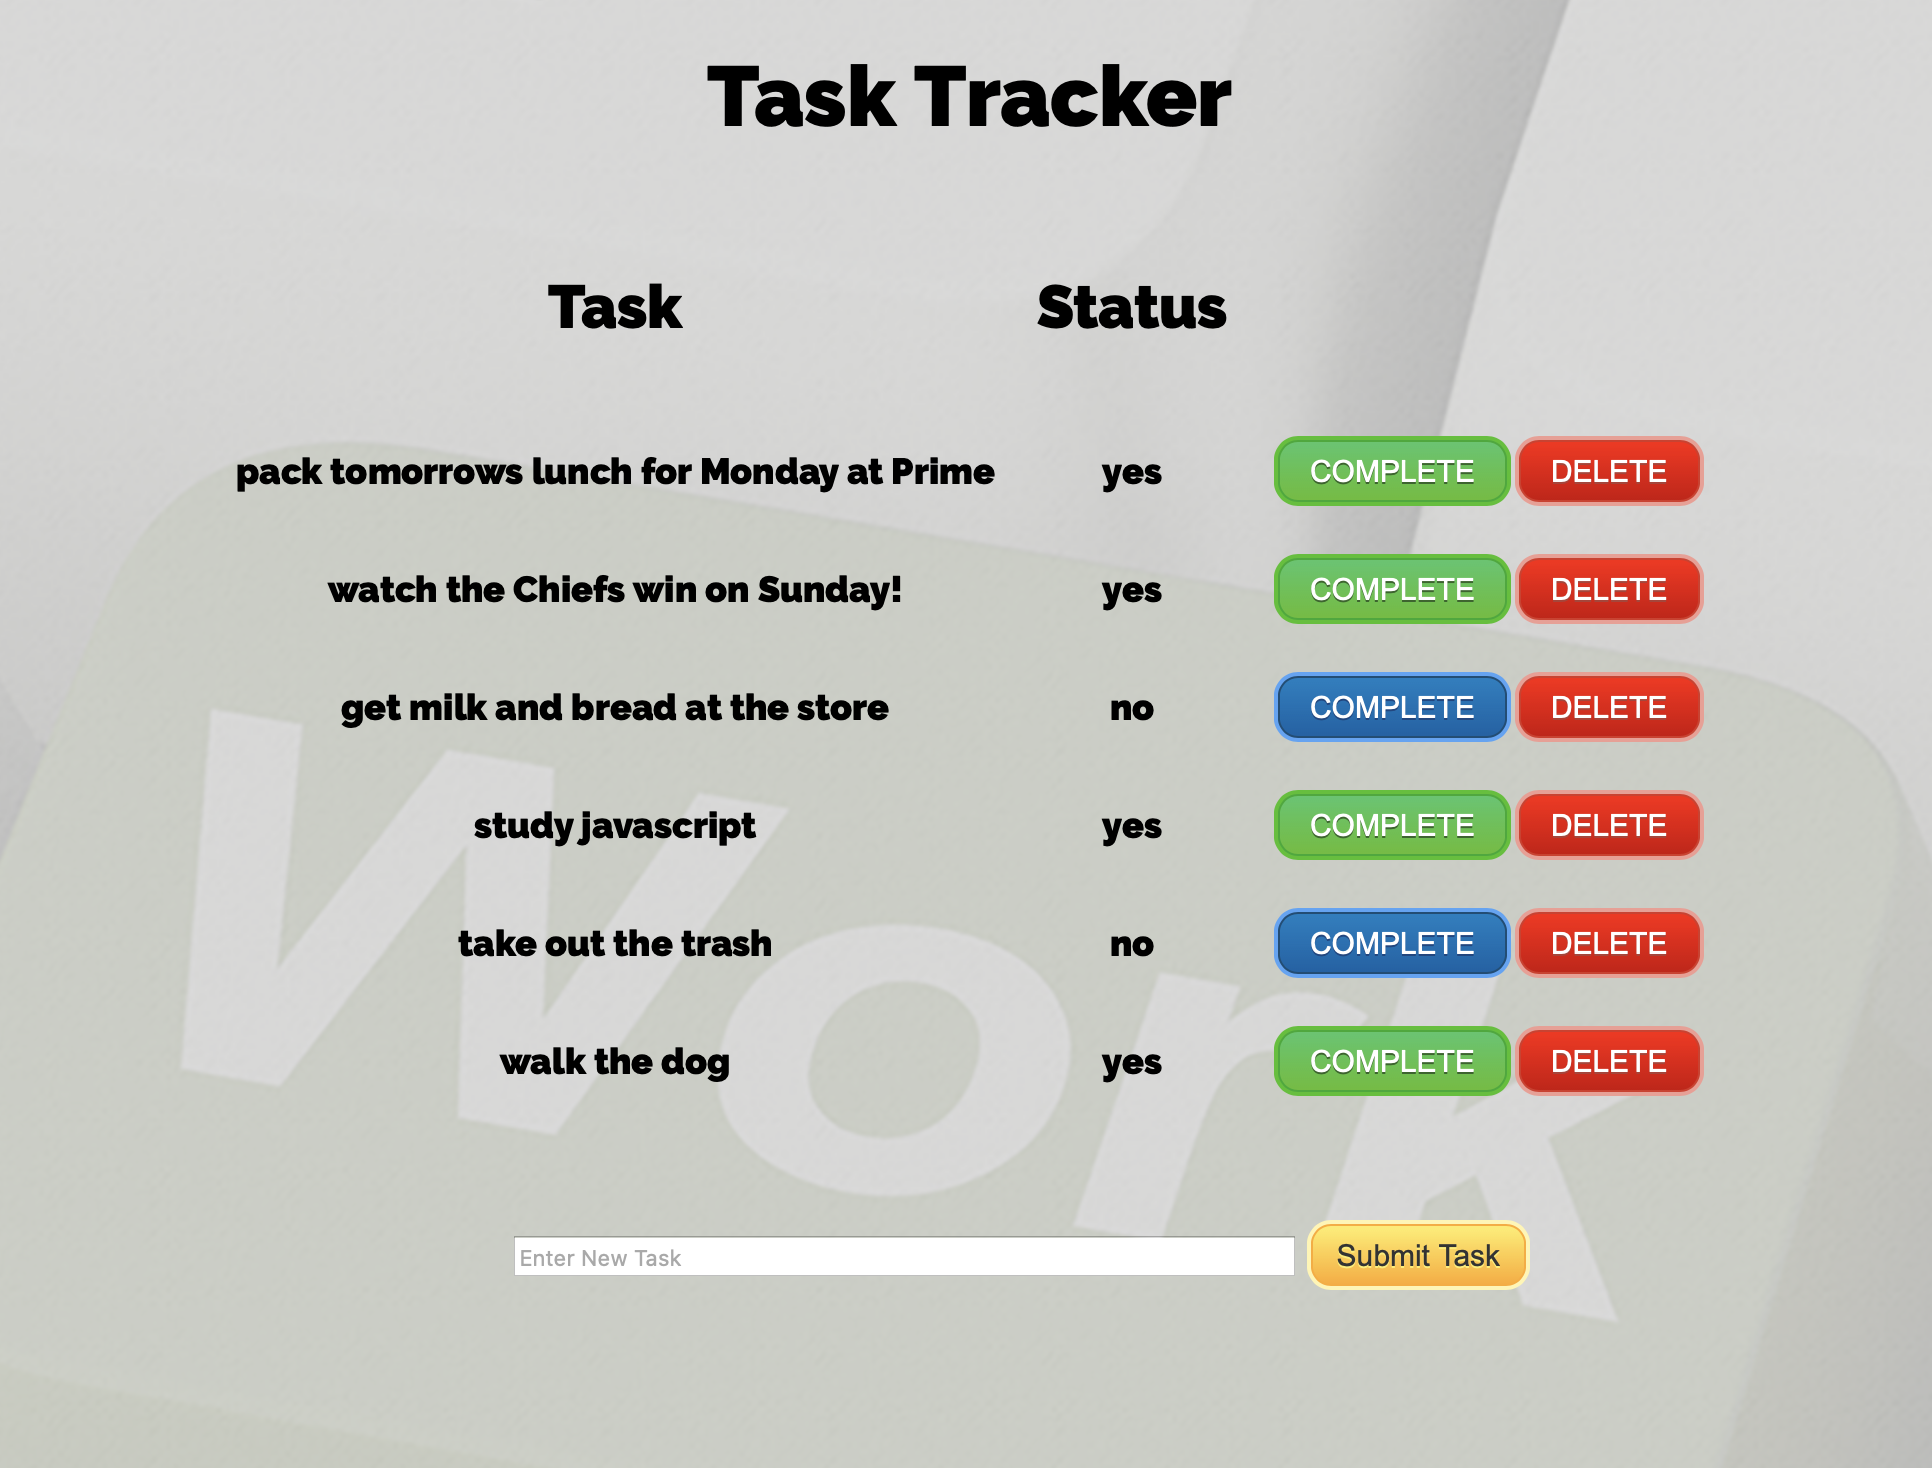 Task Tracker
Task Status
pack tomorrows lunch for Monday at Prime yes COMPLETE DELETE
watch the Chiefs win on Sunday! yes COMPLETE DELETE
get milk and bread at the store no COMPLETE DELETE
study javascript yes COMPLETE DELETE
take out the trash no COMPLETE DELETE
walk the dog yes COMPLETE DELETE
Work
Enter New Task Submit Task